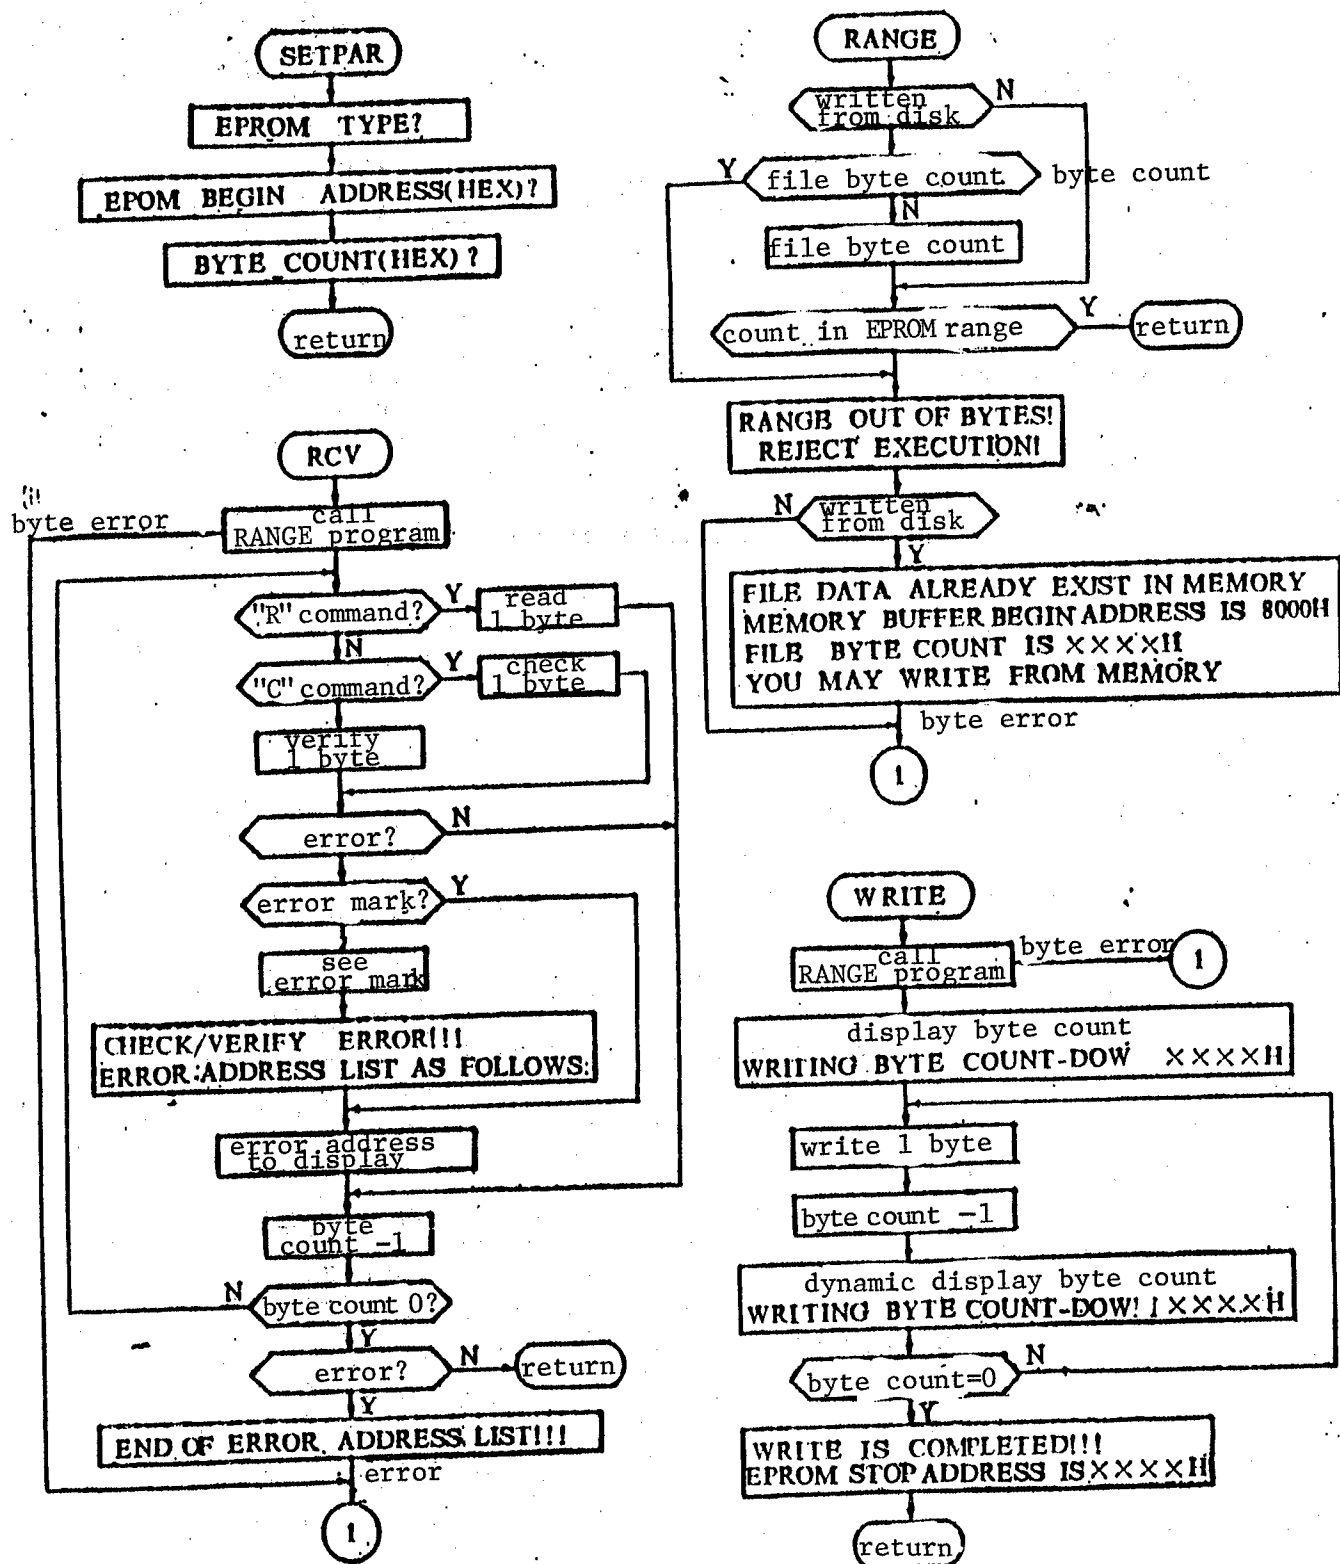 SETPAR
EPROM TYPE?
EPOM BEGIN ADDRESS(HEX)?
BYTE COUNT(HEX)?
return
RCV
byte error
call
RANGE program
"R" command?
Y
read
1 byte
N
"C" command?
Y
check
1 byte
verify
1 byte
error?
N
error mark?
Y
see
error mark
CHECK/VERIFY ERROR!!!
ERROR:ADDRESS LIST AS FOLLOWS:
error address
to display
byte
count -1
N
byte count 0?
Y
error?
N
return
Y
END OF ERROR ADDRESS LIST!!!
error
1
RANGE
written
from disk
N
Y
file byte count
byte count
N
file byte count
count in EPROM range
Y
return
RANGE OUT OF BYTES!
REJECT EXECUTION!
N
written
from disk
Y
FILE DATA ALREADY EXIST IN MEMORY
MEMORY BUFFER BEGIN ADDRESS IS 8000H
FILE BYTE COUNT IS XXXXH
YOU MAY WRITE FROM MEMORY
byte error
1
WRITE
call
RANGE program
byte error
1
display byte count
WRITING BYTE COUNT-DOW XXXXH
write 1 byte
byte count -1
dynamic display byte count
WRITING BYTE COUNT-DOW! I XXXXH
byte count=0
N
Y
WRITE IS COMPLETED!!!
EPROM STOP ADDRESS IS XXXXH
return